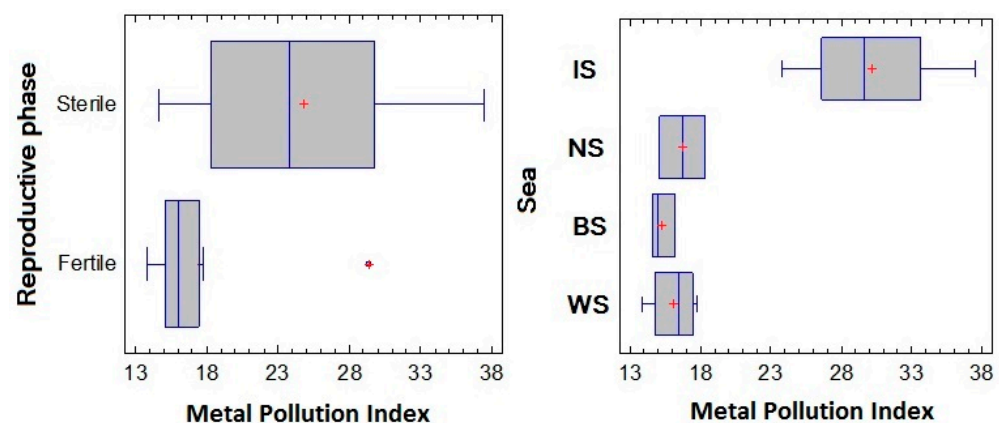 Reproductive phase
Sterile
Fertile
13 18 23 28 33 38
Metal Pollution Index
Sea
IS
NS
BS
WS
13 18 23 28 33 38
Metal Pollution Index